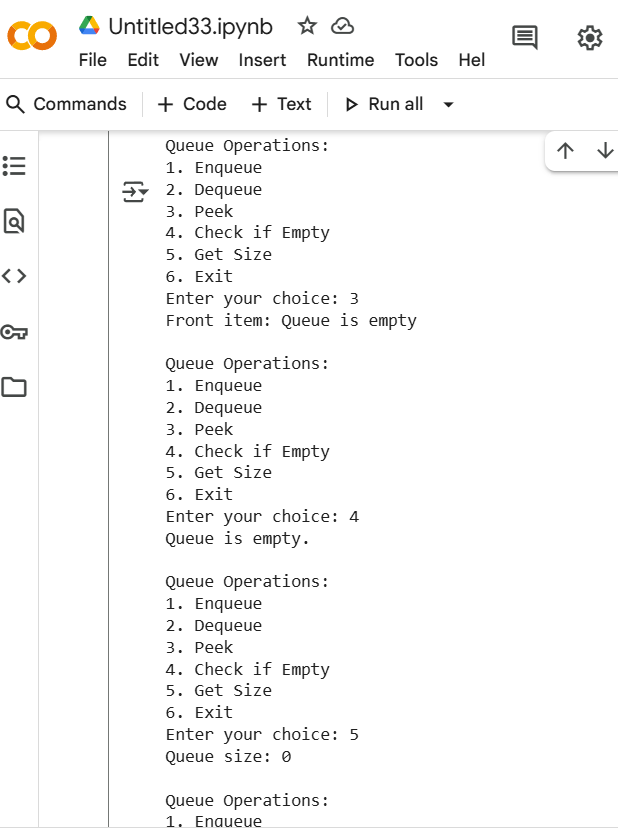 Untitled33.ipynb
File Edit View Insert Runtime Tools Hel
Commands + Code + Text Run all
Queue Operations:
1. Enqueue
2. Dequeue
3. Peek
4. Check if Empty
5. Get Size
6. Exit
Enter your choice: 3
Front item: Queue is empty
Queue Operations:
1. Enqueue
2. Dequeue
3. Peek
4. Check if Empty
5. Get Size
6. Exit
Enter your choice: 4
Queue is empty.
Queue Operations:
1. Enqueue
2. Dequeue
3. Peek
4. Check if Empty
5. Get Size
6. Exit
Enter your choice: 5
Queue size: 0
Queue Operations:
1. Enqueue